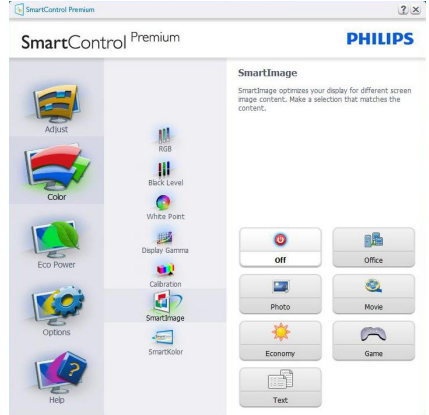 SmartControl Premium
SmartControl Premium
PHILIPS
Adjust
Color
Eco Power
Options
Help
RGB
Black Level
White Point
Display Gamma
Calibration
SmartImage
SmartKolor
SmartImage
SmartImage optimizes your display for different screen
image content. Make a selection that matches the
content.
Off
Office
Photo
Movie
Economy
Game
Text